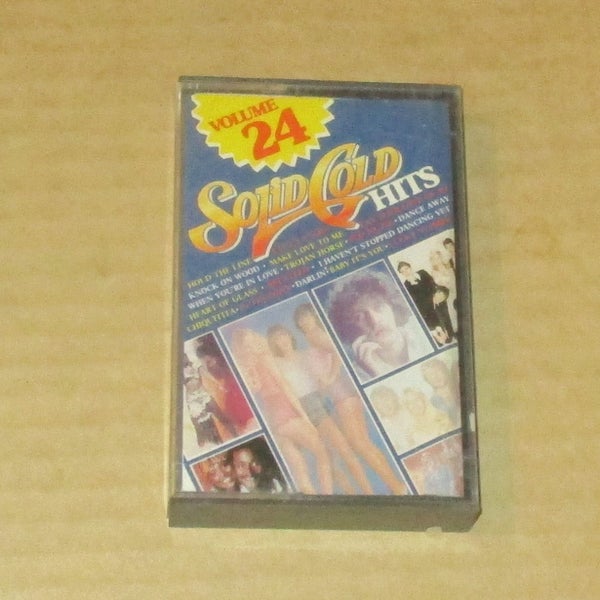 VOLUME
24
SOLID GOLD
HITS
HOLD THE LINE
DANCE AWAY
KNOCK ON WOOD • MAKE LOVE TO ME
WHEN YOU'RE IN LOVE • TROJAN HORSE • I HAVEN'T STOPPED DANCING YET
HEART OF GLASS • DARLIN' • BABY IT'S YOU
CHIQUITITA